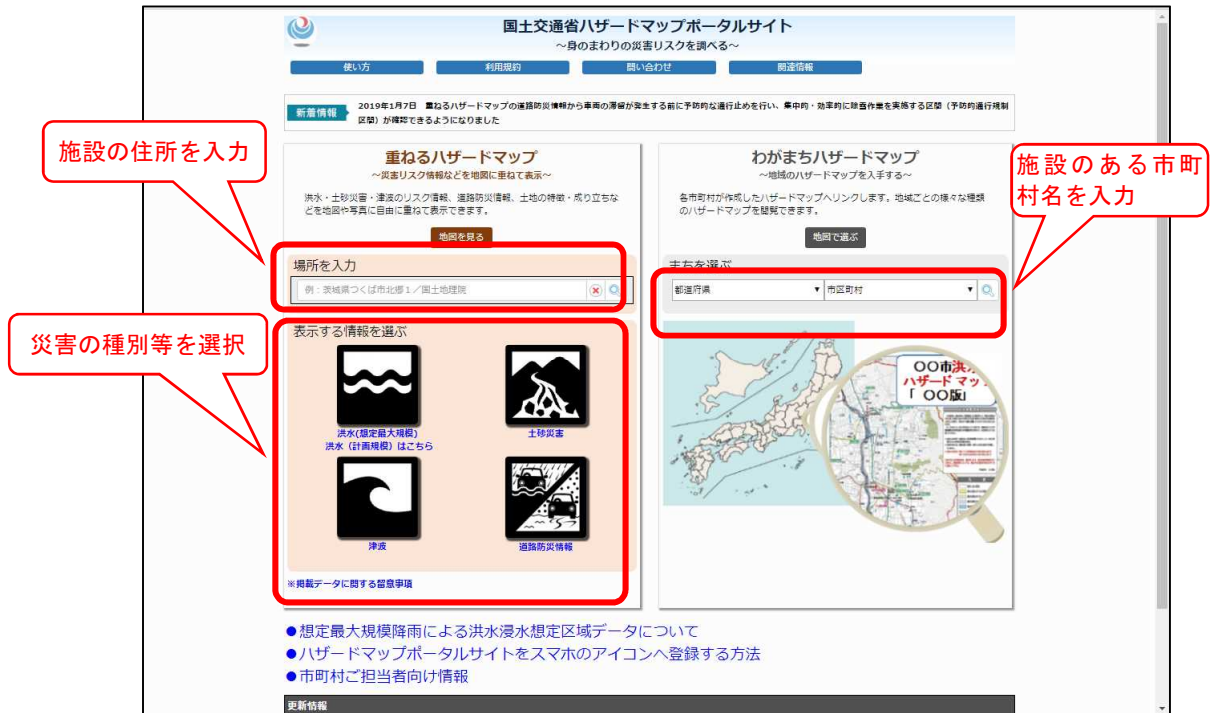 国土交通省ハザードマップポータルサイト
～身のまわりの災害リスクを調べる～
使い方
利用規約
問い合わせ
関連情報
新着情報
2019年1月7日 重ねるハザードマップの道路防災情報から車両の滞留が発生する前に予防的な通行止めを行い、集中的・効率的に除雪作業を実施する区間（予防的通行規制
区間）が確認できるようになりました
施設の住所を入力
重ねるハザードマップ
～災害リスク情報などを地図に重ねて表示～
洪水・土砂災害・津波のリスク情報、道路防災情報、土地の特徴・成り立ちな
どを地図や写真に自由に重ねて表示できます。
地図を見る
場所を入力
例：茨城県つくば市北郷１／国土地理院
災害の種別等を選択
表示する情報を選ぶ
洪水(想定最大規模)
洪水（計画規模）はこちら
土砂災害
津波
道路防災情報
※掲載データに関する留意事項
わがまちハザードマップ
～地域のハザードマップを入手する～
各市町村が作成したハザードマップへリンクします。地域ごとの様々な種類
のハザードマップを閲覧できます。
地図で選ぶ
まちを選ぶ
都道府県
市区町村
施設のある市町
村名を入力
〇〇市洪
ハザードマッ
「 〇〇版」
●想定最大規模降雨による洪水浸水想定区域データについて
●ハザードマップポータルサイトをスマホのアイコンへ登録する方法
●市町村ご担当者向け情報
更新情報